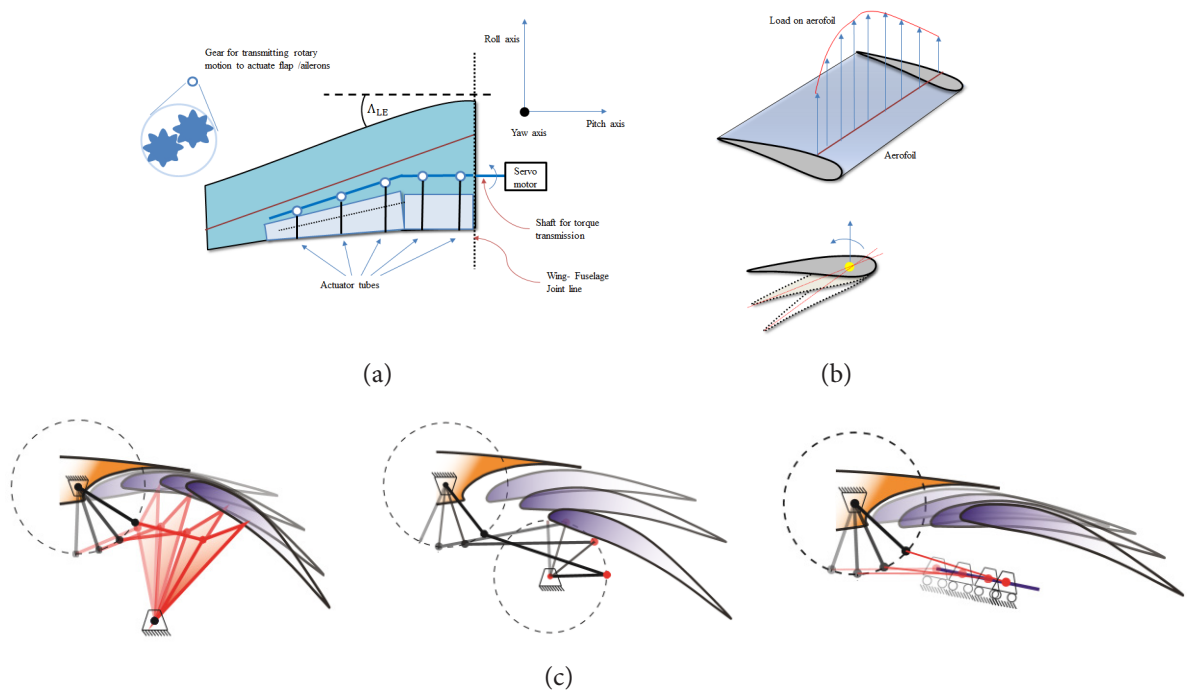 Gear for transmitting rotary
motion to actuate flap /ailerons
Λ_LE
Roll axis
Yaw axis
Pitch axis
Servo
motor
Shaft for torque
transmission
Wing- Fuselage
Joint line
Actuator tubes
(a)
Load on aerofoil
Aerofoil
(b)
(c)